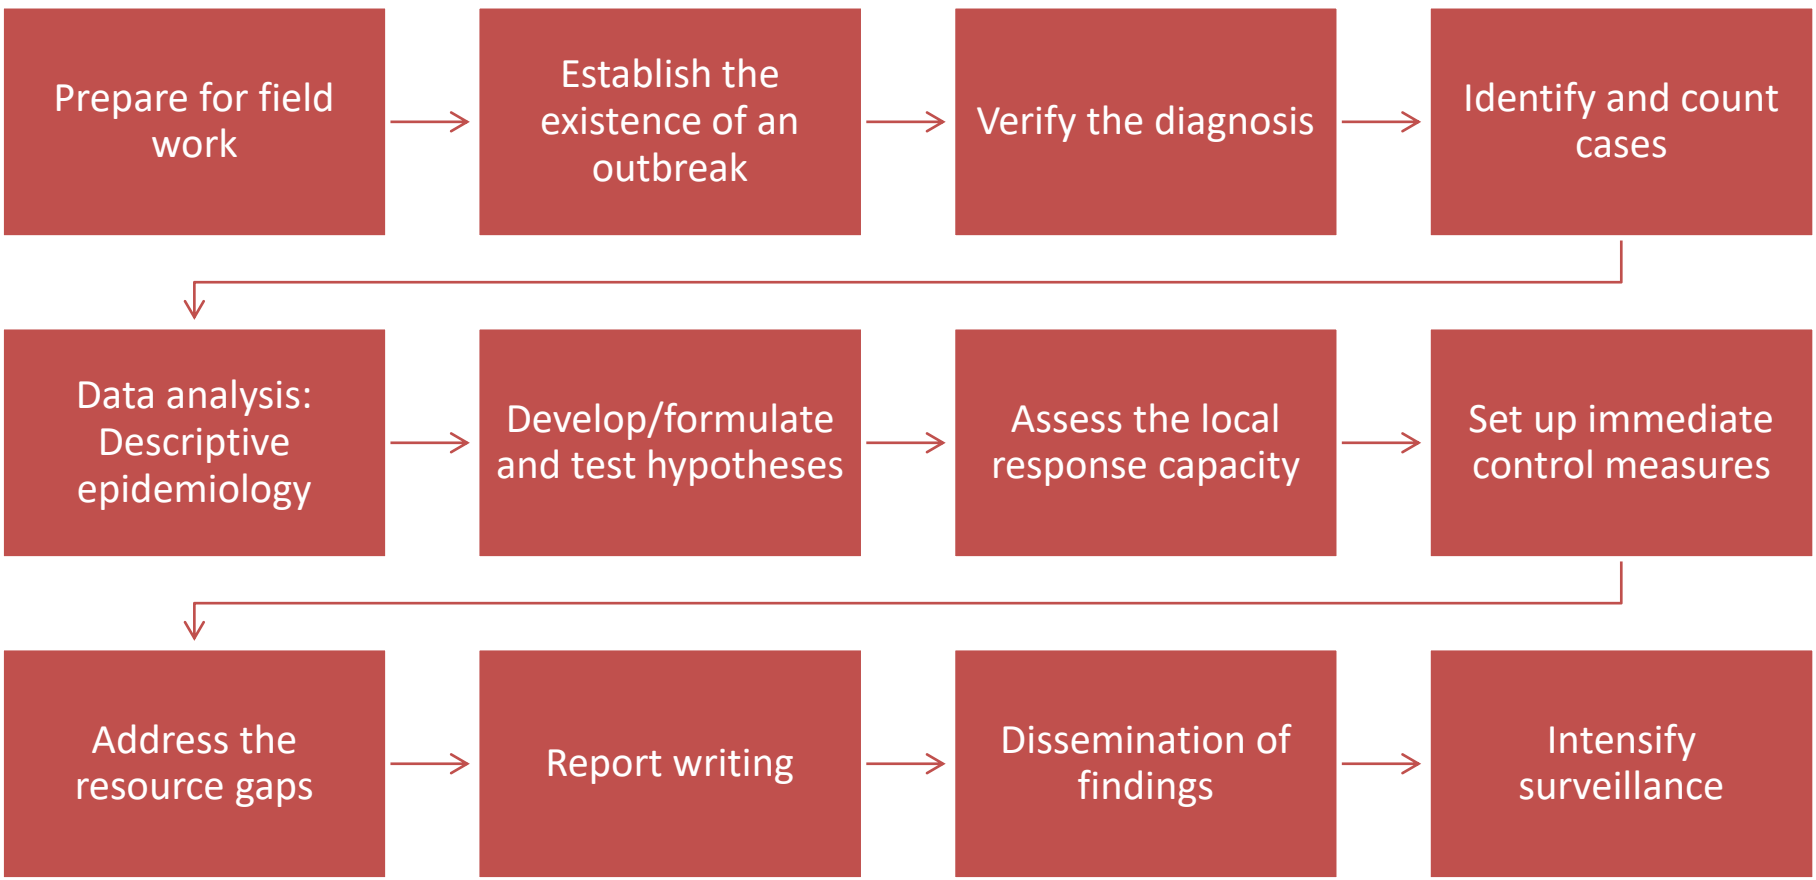 Prepare for field
work
Establish the
existence of an
outbreak
Verify the diagnosis
Identify and count
cases
Data analysis:
Descriptive
epidemiology
Develop/formulate
and test hypotheses
Assess the local
response capacity
Set up immediate
control measures
Address the
resource gaps
Report writing
Dissemination of
findings
Intensify
surveillance